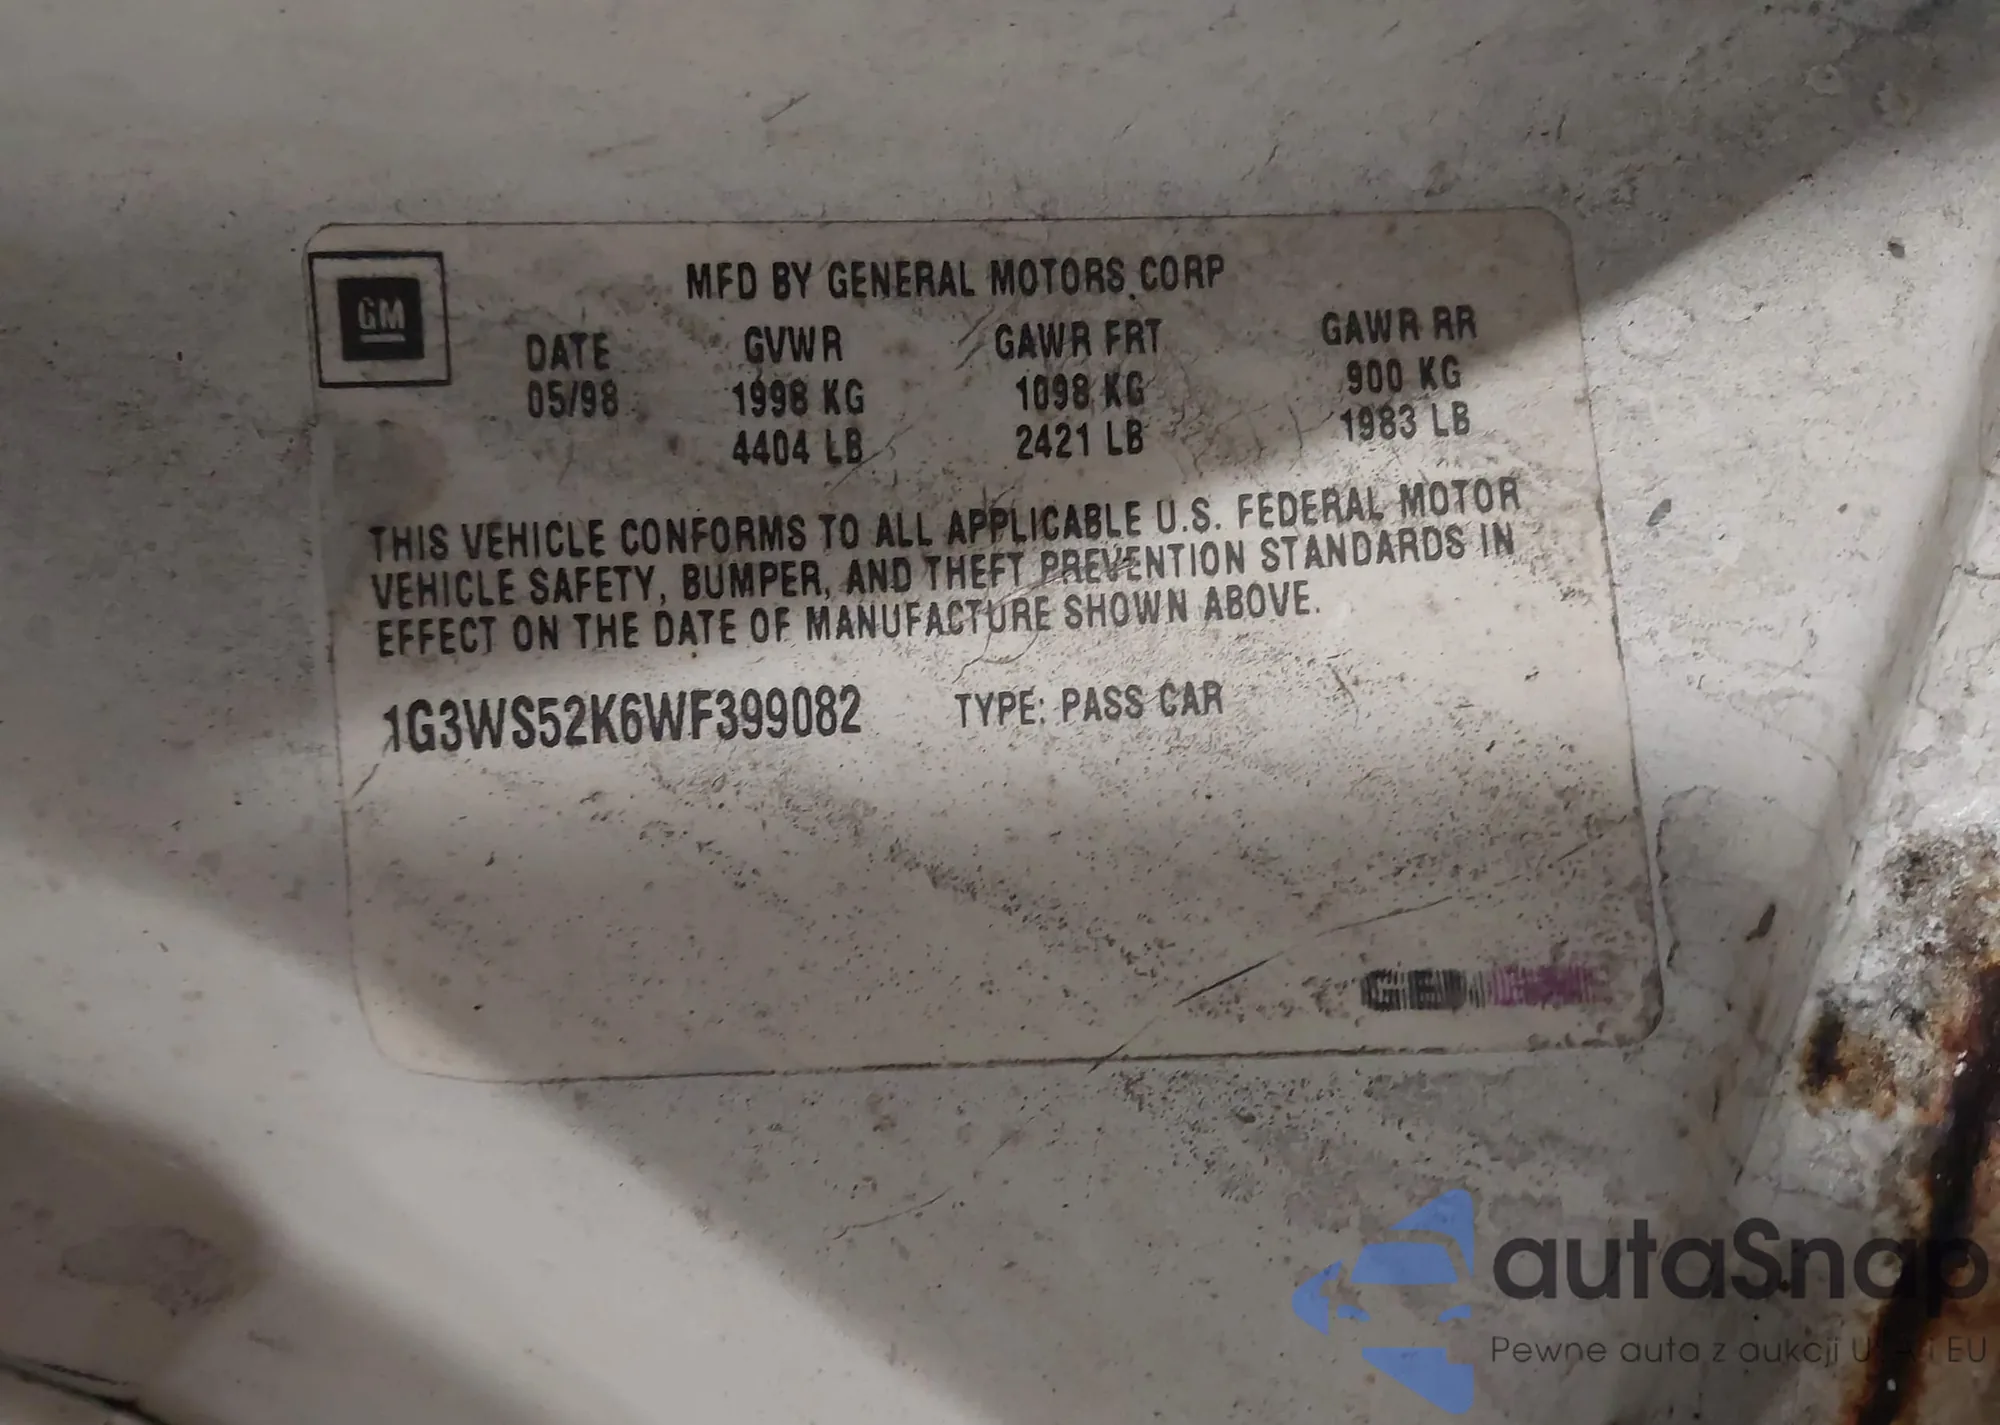 GM
MFD BY GENERAL MOTORS CORP
DATE GVWR GAWR FRT GAWR RR
05/98 1998 KG 1098 KG 900 KG
4404 LB 2421 LB 1983 LB
THIS VEHICLE CONFORMS TO ALL APPLICABLE U.S. FEDERAL MOTOR
VEHICLE SAFETY, BUMPER, AND THEFT PREVENTION STANDARDS IN
EFFECT ON THE DATE OF MANUFACTURE SHOWN ABOVE.
1G3WS52K6WF399082 TYPE: PASS CAR
autaSnap
Pewne auta z aukcji i EU